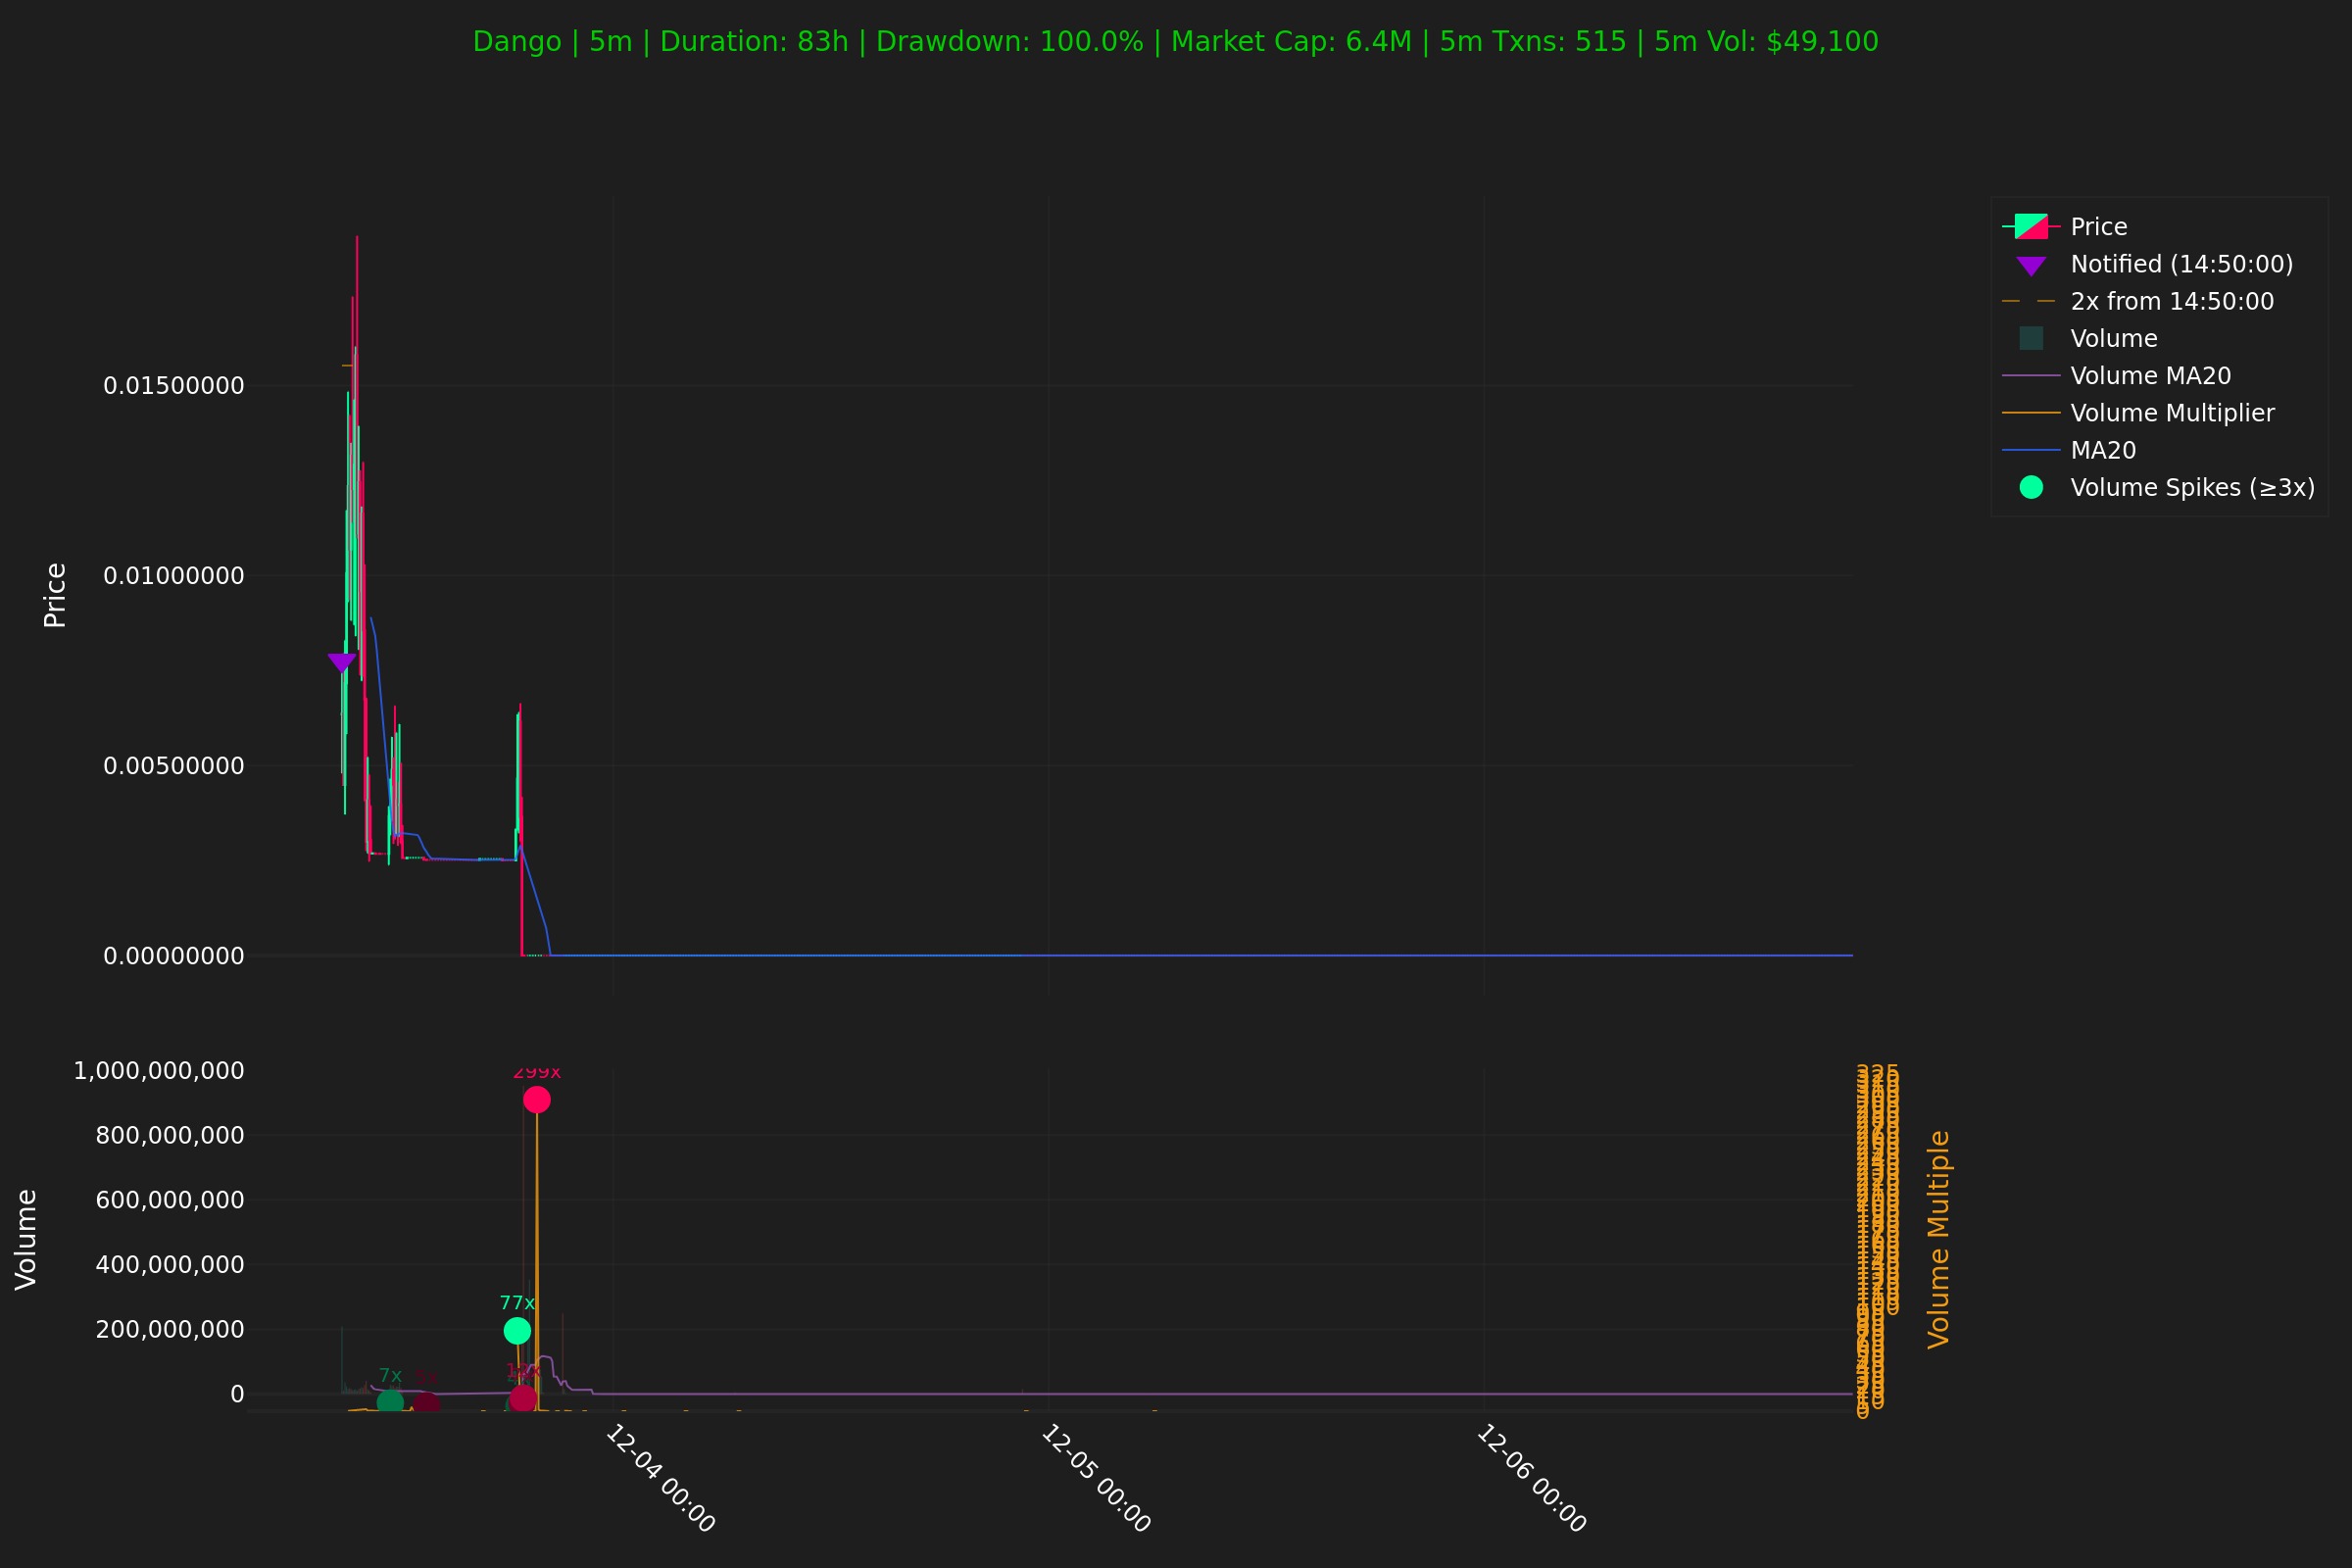 Dango | 5m | Duration: 83h | Drawdown: 100.0% | Market Cap: 6.4M | 5m Txns: 515 | 5m Vol: $49,100
Price
Notified (14:50:00)
2x from 14:50:00
Volume
Volume MA20
Volume Multiplier
MA20
Volume Spikes (≥3x)
Price
0.01500000
0.01000000
0.00500000
0.00000000
Volume
1,000,000,000
800,000,000
600,000,000
400,000,000
200,000,000
0
299x
77x
7x
Volume Multiple
12-04 00:00
12-05 00:00
12-06 00:00